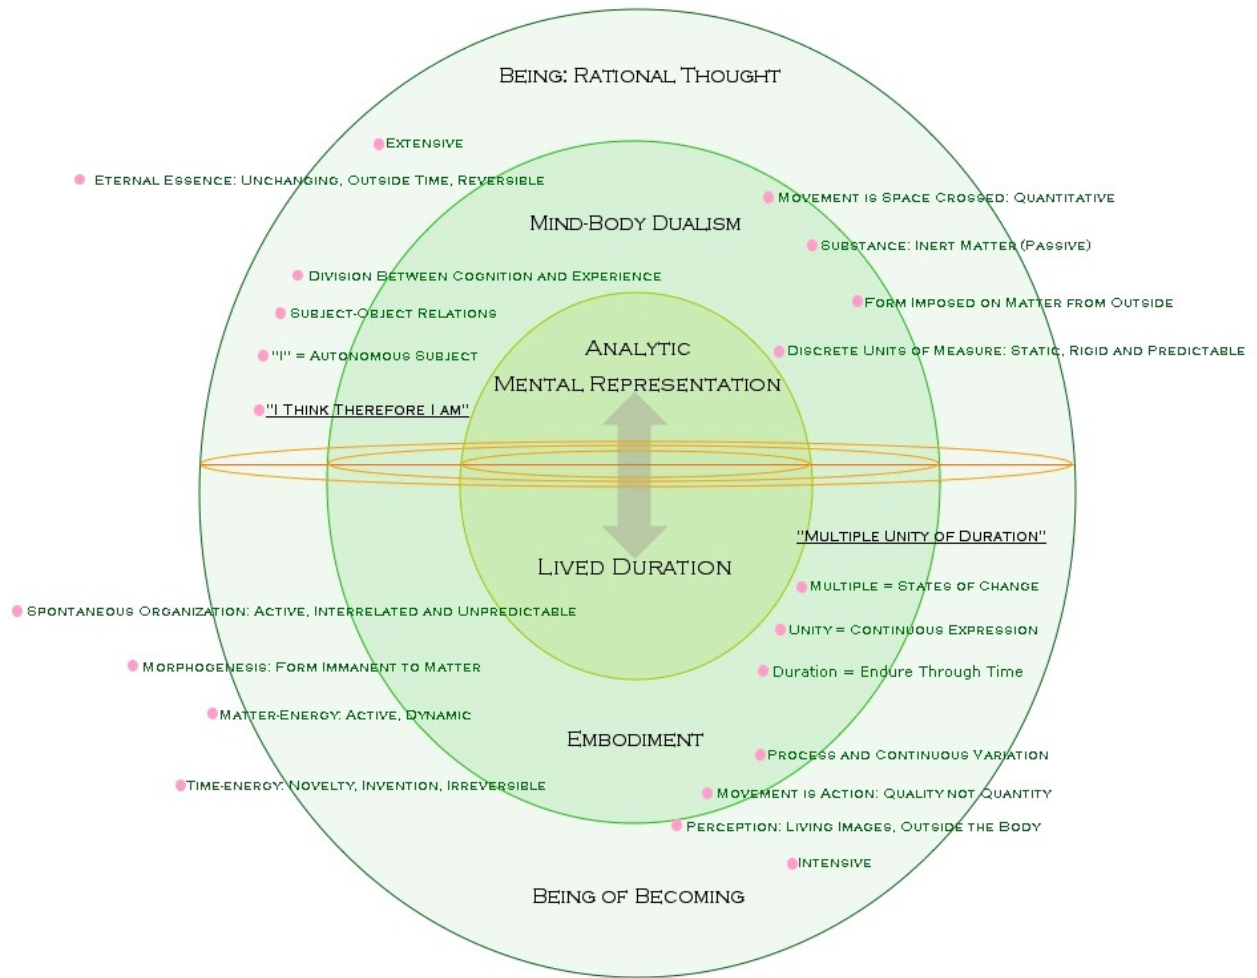 Being: Rational Thought
Extensive
Eternal Essence: Unchanging, Outside Time, Reversible
Movement is Space Crossed: Quantitative
Mind-Body Dualism
Substance: Inert Matter (Passive)
Division Between Cognition and Experience
Form Imposed on Matter from Outside
Subject-Object Relations
Analytic
Discrete Units of Measure: Static, Rigid and Predictable
"I" = Autonomous Subject
Mental Representation
"I Think Therefore I am"
"Multiple Unity of Duration"
Lived Duration
Multiple = States of Change
Spontaneous Organization: Active, Interrelated and Unpredictable
Unity = Continuous Expression
Morphogenesis: Form Immanent to Matter
Duration = Endure Through Time
Matter-Energy: Active, Dynamic
Embodiment
Process and Continuous Variation
Time-energy: Novelty, Invention, Irreversible
Movement is Action: Quality not Quantity
Perception: Living Images, Outside the Body
Intensive
Being of Becoming